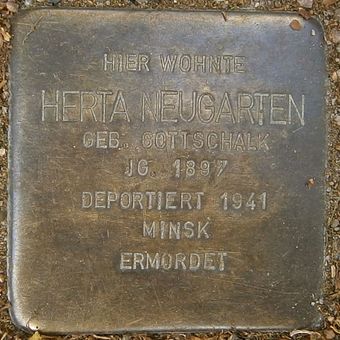 HIER WOHNTE
HERTA NEUGARTEN
GEB. GOTTSCHALK
JG. 1897
DEPORTIERT 1941
MINSK
ERMORDET